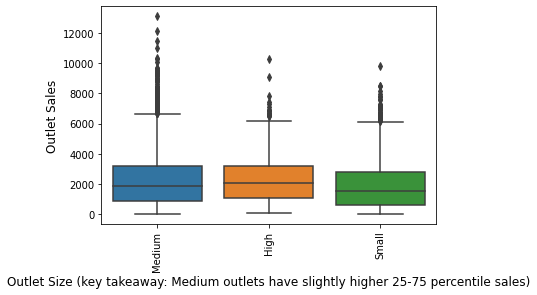 12000
10000
8000
6000
4000
2000
0
Outlet Sales
Medium
High
Small
Outlet Size (key takeaway: Medium outlets have slightly higher 25-75 percentile sales)